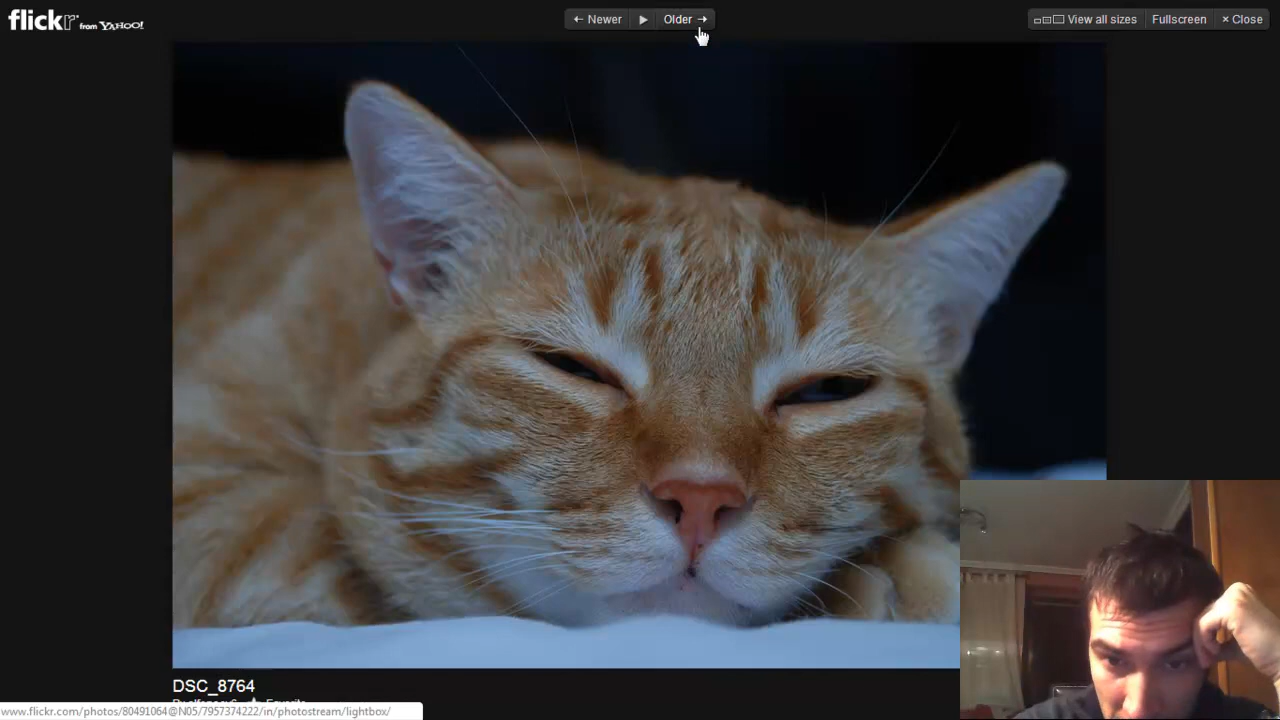 flickr from YAHOO!
← Newer
Older →
View all sizes
Fullscreen
× Close
DSC_8764
www.flickr.com/photos/80491064@N05/7957374222/in/photostream/lightbox/